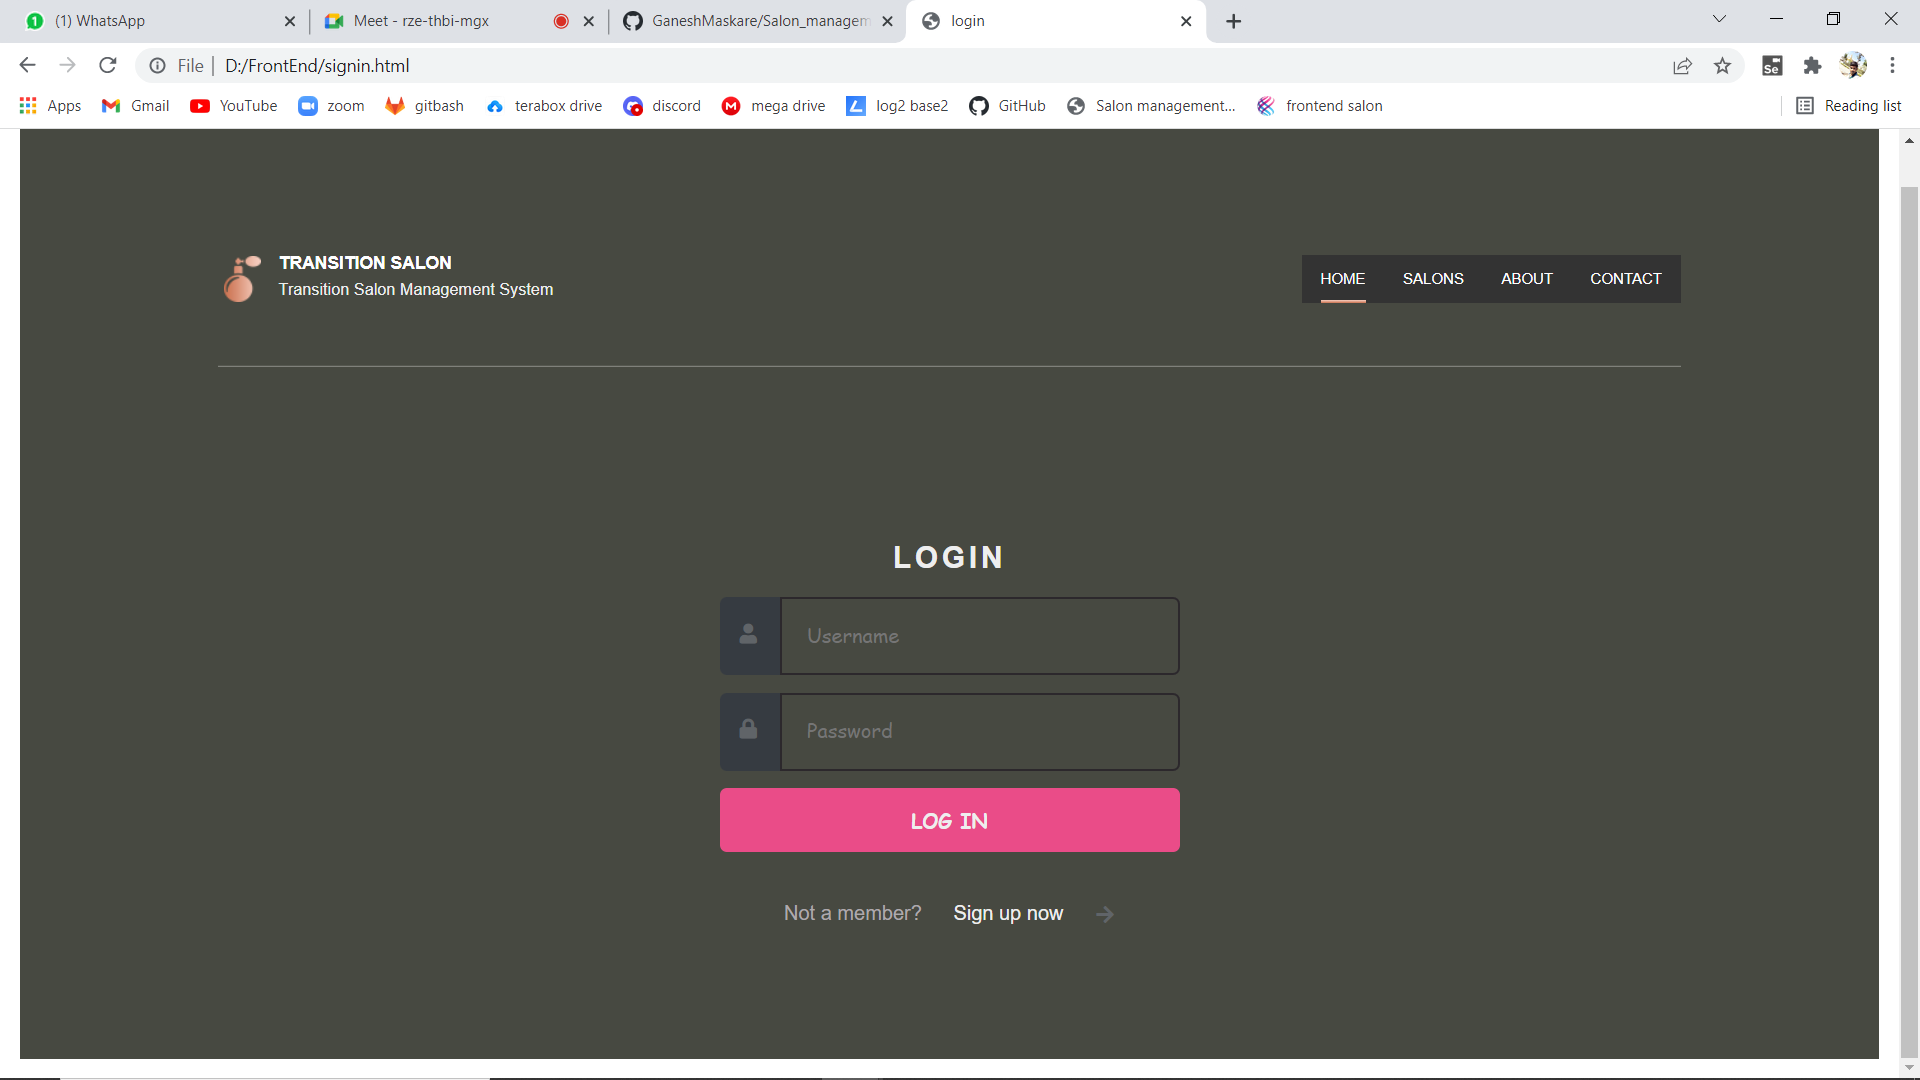 (1) WhatsApp
Meet - rze-thbi-mgx
GaneshMaskare/Salon_managem
login
File
D:/FrontEnd/signin.html
Se
Apps
Gmail
YouTube
zoom
gitbash
terabox drive
discord
mega drive
log2 base2
GitHub
Salon management...
frontend salon
Reading list
TRANSITION SALON
Transition Salon Management System
HOME SALONS ABOUT CONTACT
LOGIN
Username
Password
LOG IN
Not a member? Sign up now